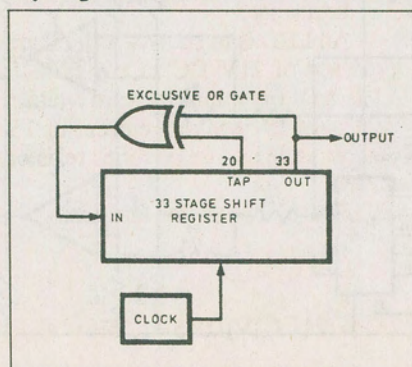 EXCLUSIVE OR GATE
OUTPUT
20 33
TAP OUT
IN
33 STAGE SHIFT
REGISTER
CLOCK